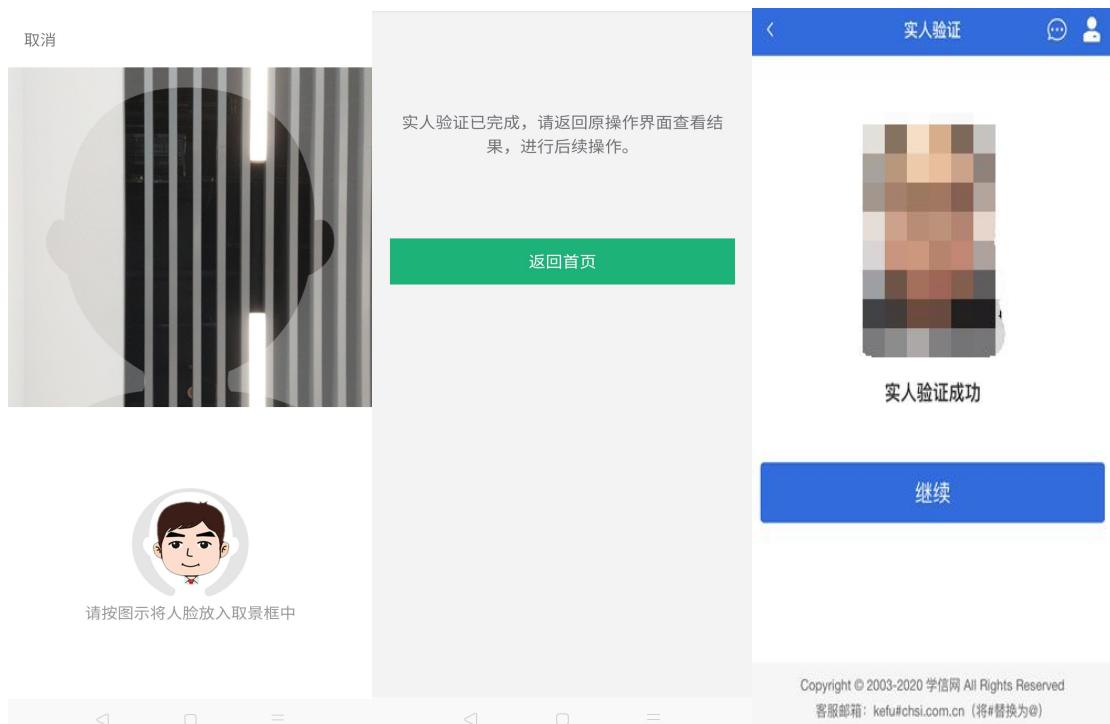 取消
请按图示将人脸放入取景框中
实人验证已完成，请返回原操作界面查看结
果，进行后续操作。
返回首页
实人验证
实人验证成功
继续
Copyright © 2003-2020 学信网 All Rights Reserved
客服邮箱：kefu#chsi.com.cn（将#替换为@）